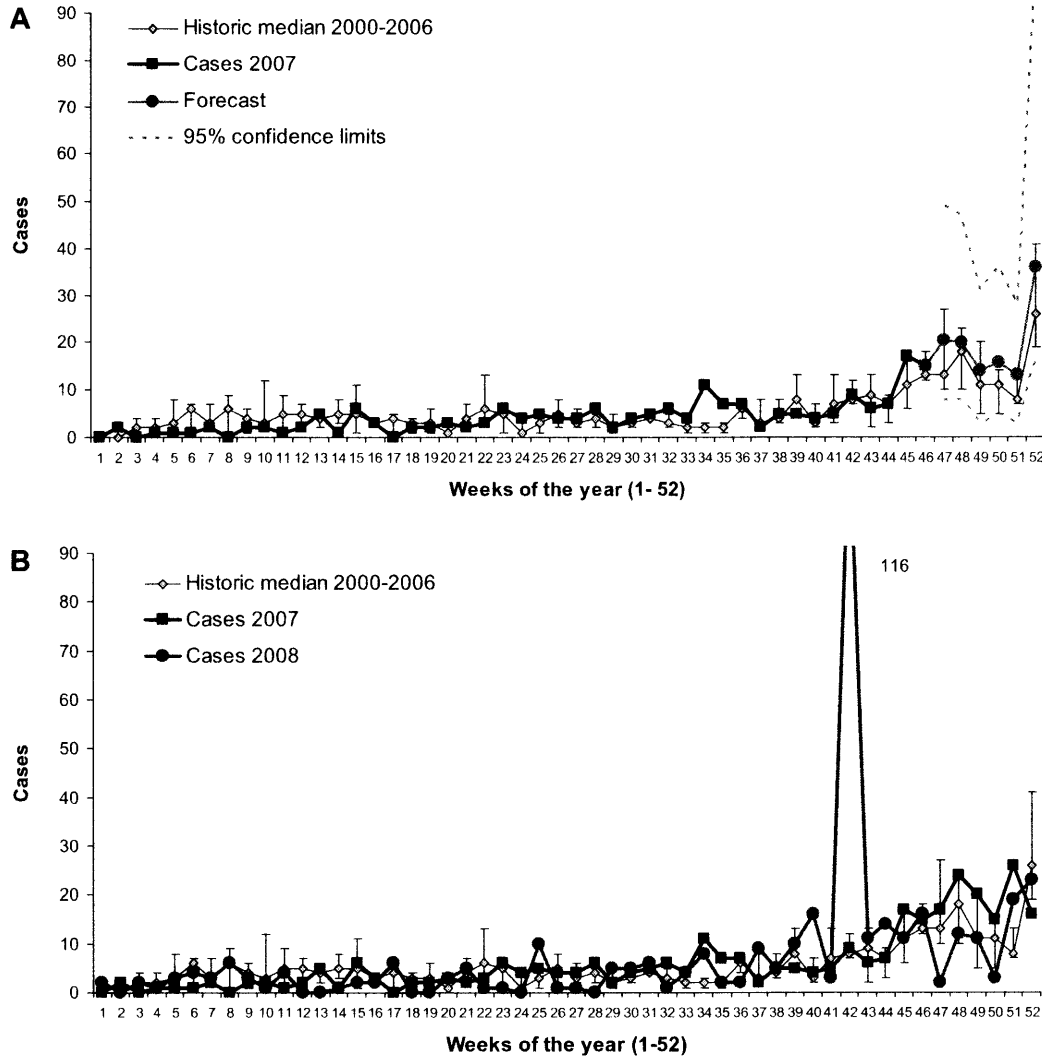 A
90
80
70
60
50
40
30
20
10
0
Cases
Historic median 2000-2006
Cases 2007
Forecast
95% confidence limits
1 2 3 4 5 6 7 8 9 10 11 12 13 14 15 16 17 18 19 20 21 22 23 24 25 26 27 28 29 30 31 32 33 34 35 36 37 38 39 40 41 42 43 44 45 46 47 48 49 50 51 52
Weeks of the year (1- 52)
B
90
80
70
60
50
40
30
20
10
0
Cases
Historic median 2000-2006
Cases 2007
Cases 2008
116
1 2 3 4 5 6 7 8 9 10 11 12 13 14 15 16 17 18 19 20 21 22 23 24 25 26 27 28 29 30 31 32 33 34 35 36 37 38 39 40 41 42 43 44 45 46 47 48 49 50 51 52
Weeks of the year (1-52)